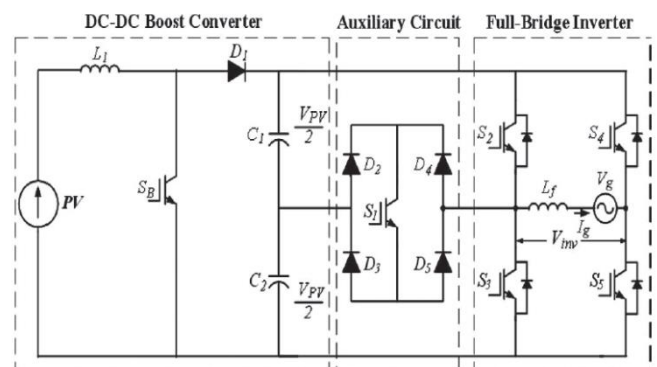 DC-DC Boost Converter
Auxiliary Circuit
Full-Bridge Inverter
L1
D1
C1
VPV
2
SB
PV
C2
VPV
2
D2
D4
S1
D3
D5
S2
S4
Lf
Vg
Ig
Vinv
S3
S5